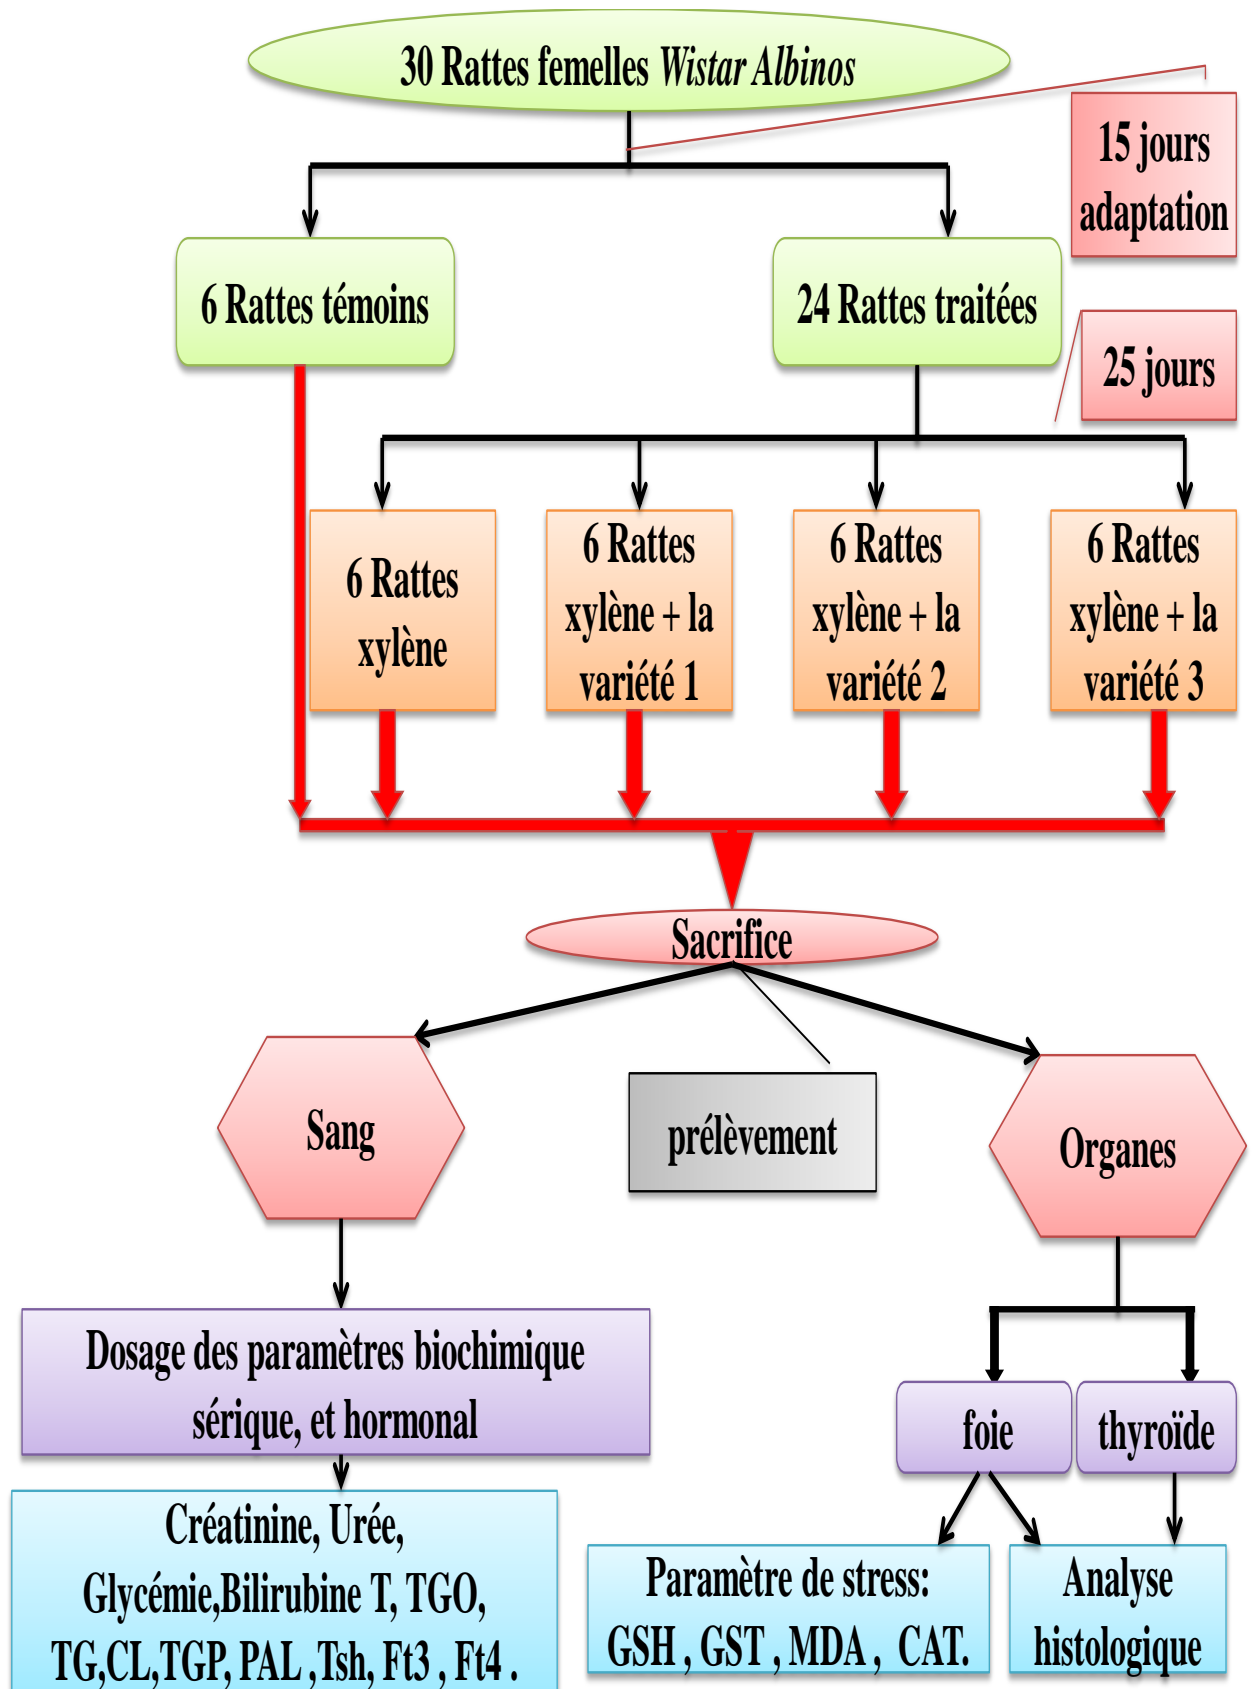 30 Rattes femelles Wistar Albinos
15 jours
adaptation
6 Rattes témoins
24 Rattes traitées
25 jours
6 Rattes
xylène
6 Rattes
xylène + la
variété 1
6 Rattes
xylène + la
variété 2
6 Rattes
xylène + la
variété 3
Sacrifice
Sang
prélèvement
Organes
Dosage des paramètres biochimique
sérique, et hormonal
foie
thyroïde
Créatinine, Urée,
Glycémie,Bilirubine T, TGO,
TG,CL,TGP, PAL ,Tsh, Ft3 , Ft4 .
Paramètre de stress:
GSH , GST , MDA , CAT.
Analyse
histologique